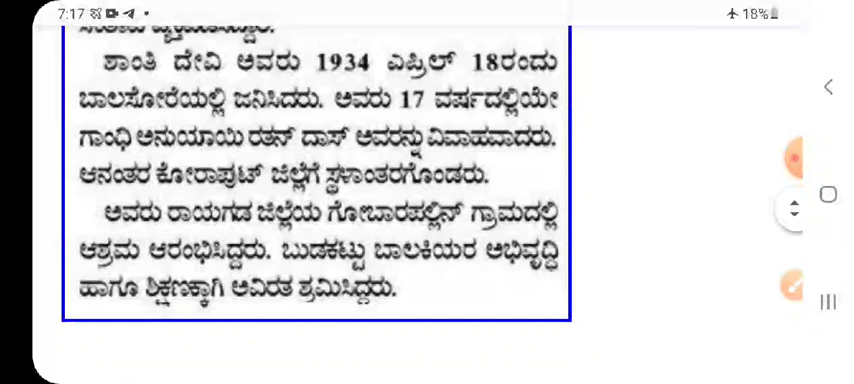 7:17
18%
ಶಾಂತಿ ದೇವಿ ಅವರು 1934 ಎಪ್ರಿಲ್ 18ರಂದು
ಬಾಲಸೋರೆಯಲ್ಲಿ ಜನಿಸಿದರು. ಅವರು 17 ವರ್ಷದಲ್ಲಿಯೇ
ಗಾಂಧಿ ಅನುಯಾಯಿ ರತನ್ ದಾಸ್ ಅವರನ್ನು ವಿವಾಹವಾದರು.
ಆನಂತರ ಕೋರಾಪುಟ್ ಜಿಲ್ಲೆಗೆ ಸ್ಥಳಾಂತರಗೊಂಡರು.
ಅವರು ರಾಯಗಡ ಜಿಲ್ಲೆಯ ಗೋಬಾರಪಲ್ಲಿನ್ ಗ್ರಾಮದಲ್ಲಿ
ಆಶ್ರಮ ಆರಂಭಿಸಿದ್ದರು. ಬುಡಕಟ್ಟು ಬಾಲಕಿಯರ ಅಭಿವೃದ್ಧಿ
ಹಾಗೂ ಶಿಕ್ಷಣಕ್ಕಾಗಿ ಅವಿರತ ಶ್ರಮಿಸಿದ್ದರು.